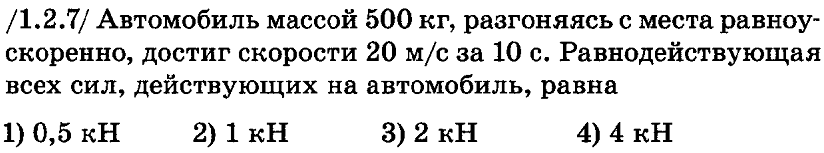 /1.2.7/ Автомобиль массой 500 кг, разгоняясь с места равноу-
скоренно, достиг скорости 20 м/с за 10 с. Равнодействующая
всех сил, действующих на автомобиль, равна
1) 0,5 кН 2) 1 кН 3) 2 кН 4) 4 кН